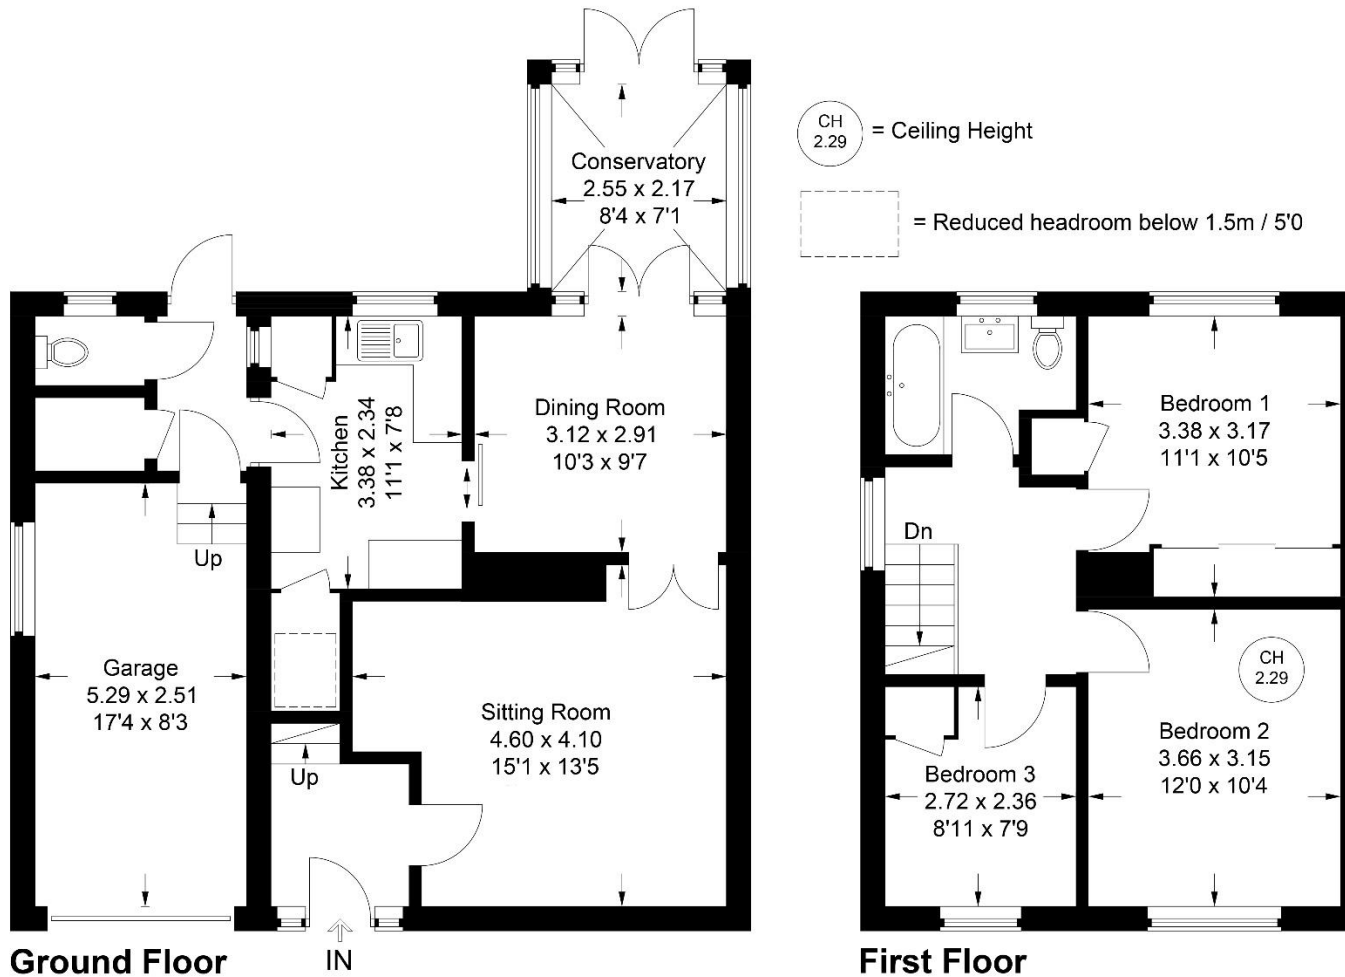 CH
2.29
= Ceiling Height
= Reduced headroom below 1.5m / 5'0
Conservatory
2.55 x 2.17
8'4 x 7'1
Kitchen
3.38 x 2.34
11'1 x 7'8
Dining Room
3.12 x 2.91
10'3 x 9'7
Up
Garage
5.29 x 2.51
17'4 x 8'3
Sitting Room
4.60 x 4.10
15'1 x 13'5
Up
IN
Ground Floor
Bedroom 1
3.38 x 3.17
11'1 x 10'5
Dn
CH
2.29
Bedroom 2
3.66 x 3.15
12'0 x 10'4
Bedroom 3
2.72 x 2.36
8'11 x 7'9
First Floor